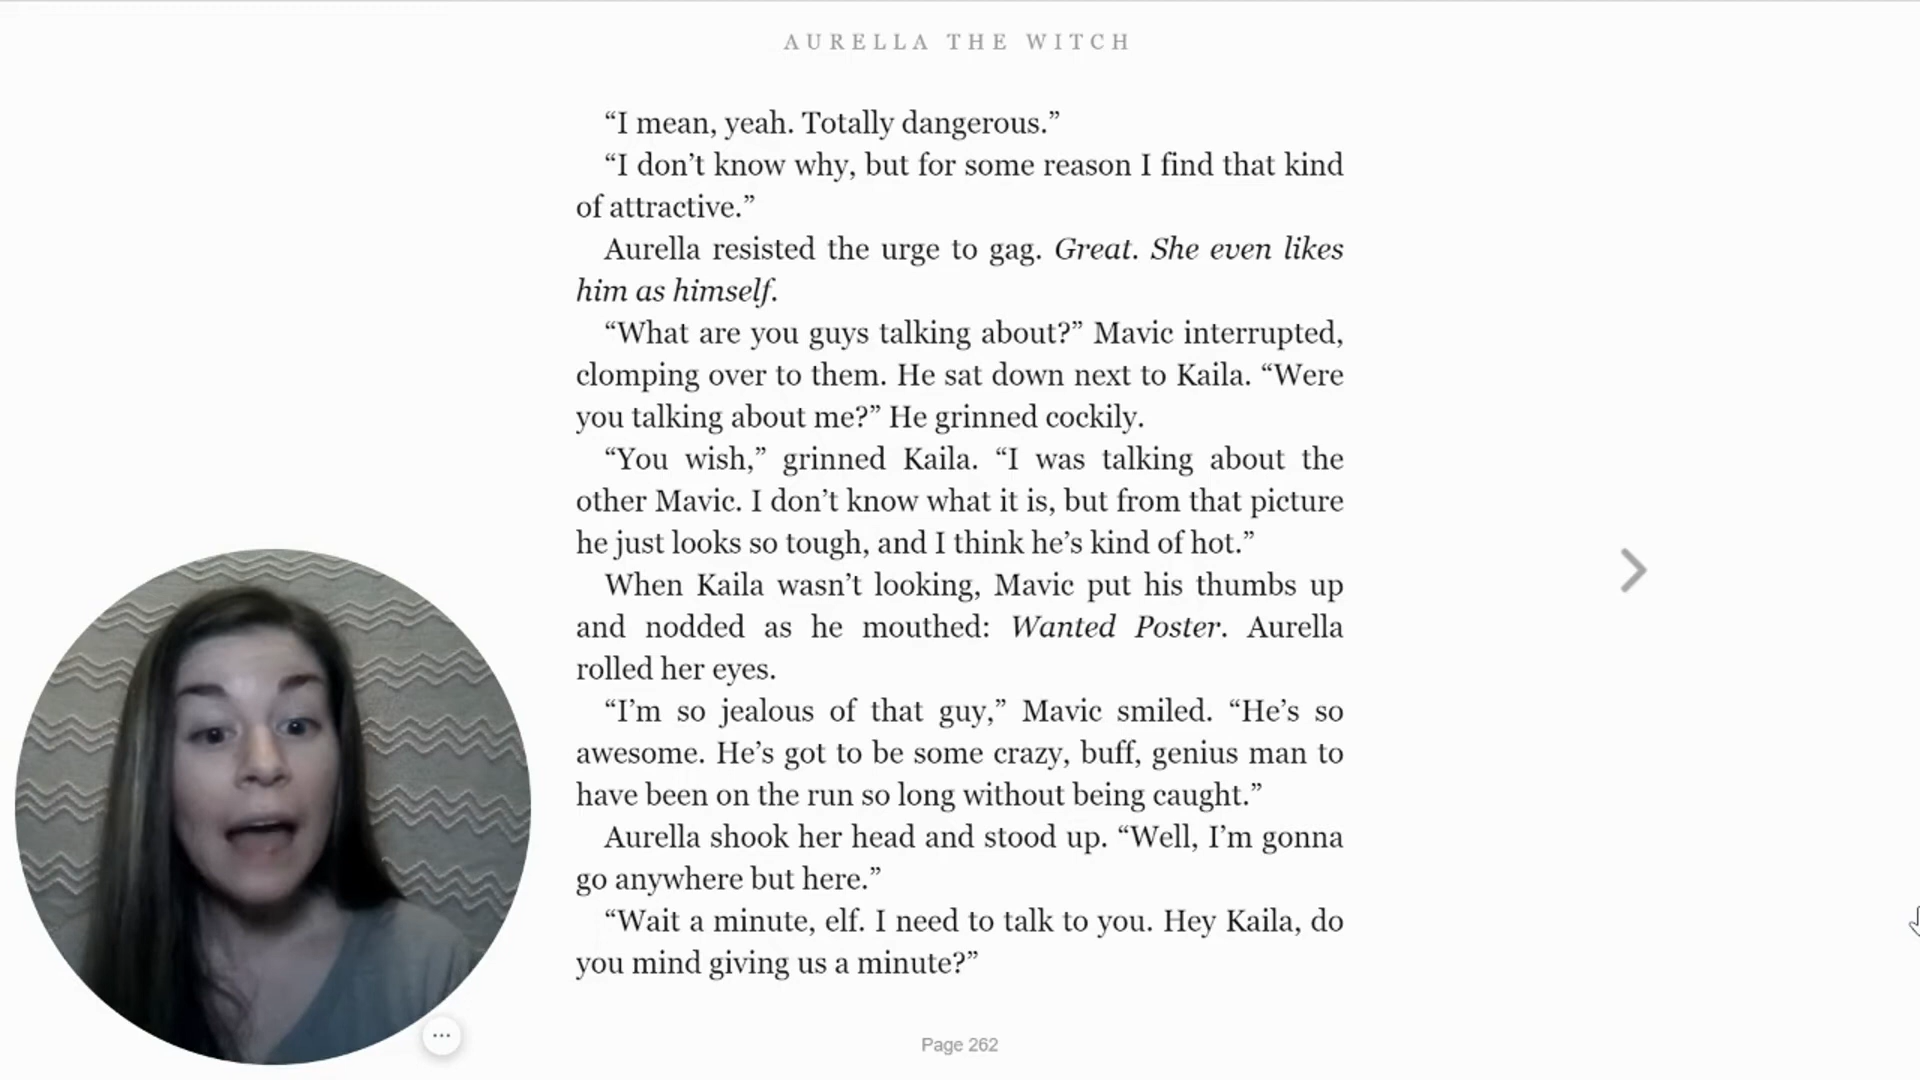 AURELLA THE WITCH
“I mean, yeah. Totally dangerous.”
“I don’t know why, but for some reason I find that kind
of attractive.”
Aurella resisted the urge to gag. Great. She even likes
him as himself.
“What are you guys talking about?” Mavic interrupted,
clomping over to them. He sat down next to Kaila. “Were
you talking about me?” He grinned cockily.
“You wish,” grinned Kaila. “I was talking about the
other Mavic. I don’t know what it is, but from that picture
he just looks so tough, and I think he’s kind of hot.”
When Kaila wasn’t looking, Mavic put his thumbs up
and nodded as he mouthed: Wanted Poster. Aurella
rolled her eyes.
“I’m so jealous of that guy,” Mavic smiled. “He’s so
awesome. He’s got to be some crazy, buff, genius man to
have been on the run so long without being caught.”
Aurella shook her head and stood up. “Well, I’m gonna
go anywhere but here.”
“Wait a minute, elf. I need to talk to you. Hey Kaila, do
you mind giving us a minute?”
Page 262